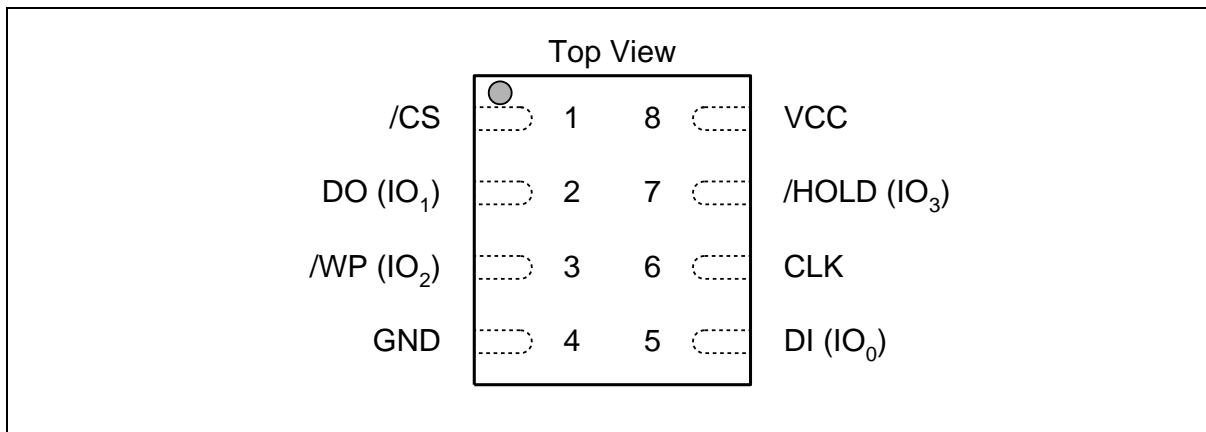 Top View
/CS 1 8 VCC
DO (IO₁) 2 7 /HOLD (IO₃)
/WP (IO₂) 3 6 CLK
GND 4 5 DI (IO₀)